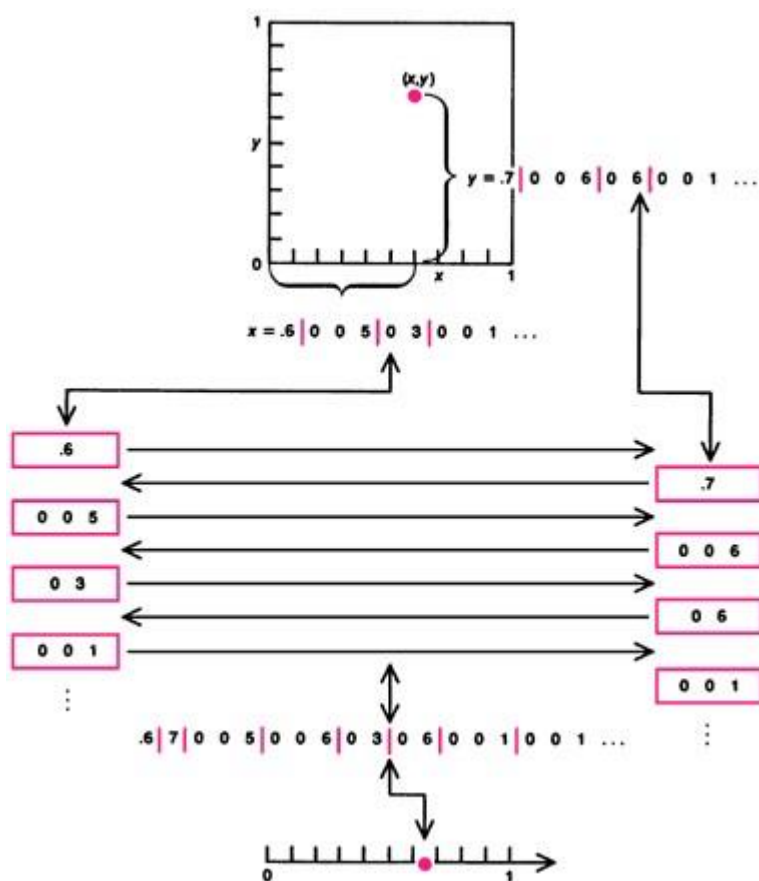 1
(x,y)
y
y = .7 | 0 0 6 | 0 6 | 0 0 1 ...
0
x
1
x = .6 | 0 0 5 | 0 3 | 0 0 1 ...
.6
.7
0 0 5
0 0 6
0 3
0 6
0 0 1
0 0 1
⋮
⋮
.6 | 7 | 0 0 5 | 0 0 6 | 0 3 | 0 6 | 0 0 1 | 0 0 1 ...
0
1